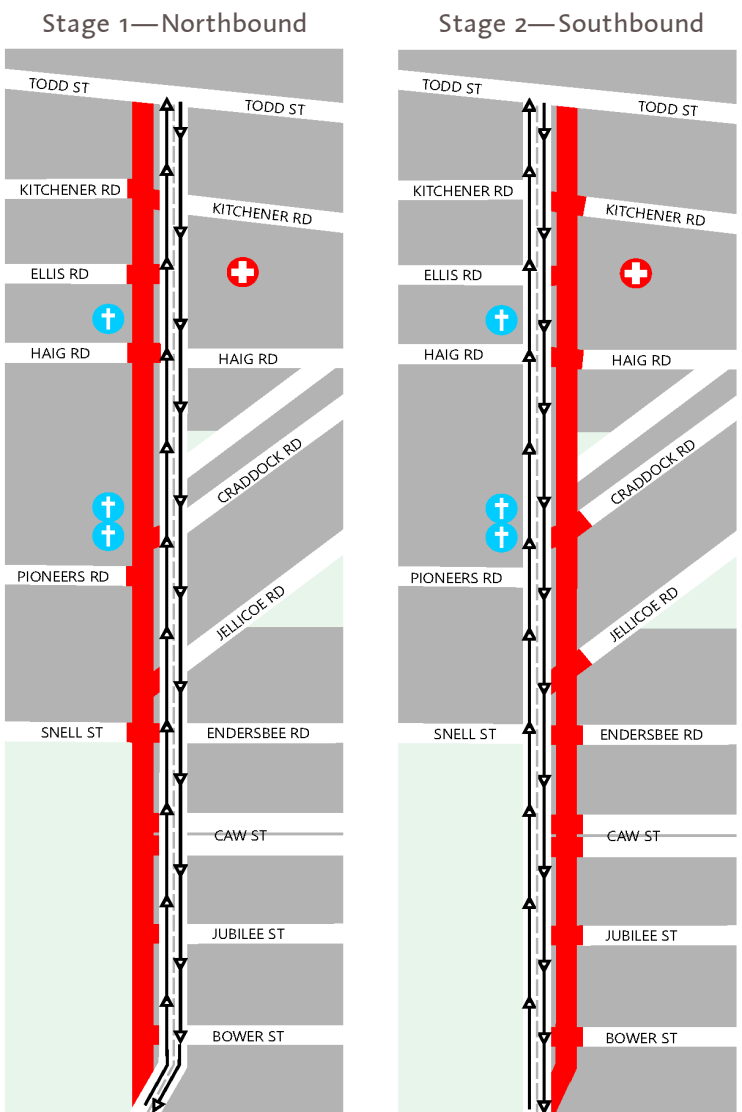 Stage 1—Northbound
TODD ST
TODD ST
KITCHENER RD
KITCHENER RD
ELLIS RD
HAIG RD
HAIG RD
CRADDOCK RD
PIONEERS RD
JELLICOE RD
SNELL ST
ENDERSBEE RD
CAW ST
JUBILEE ST
BOWER ST
Stage 2—Southbound
TODD ST
TODD ST
KITCHENER RD
KITCHENER RD
ELLIS RD
HAIG RD
HAIG RD
CRADDOCK RD
PIONEERS RD
JELLICOE RD
SNELL ST
ENDERSBEE RD
CAW ST
JUBILEE ST
BOWER ST